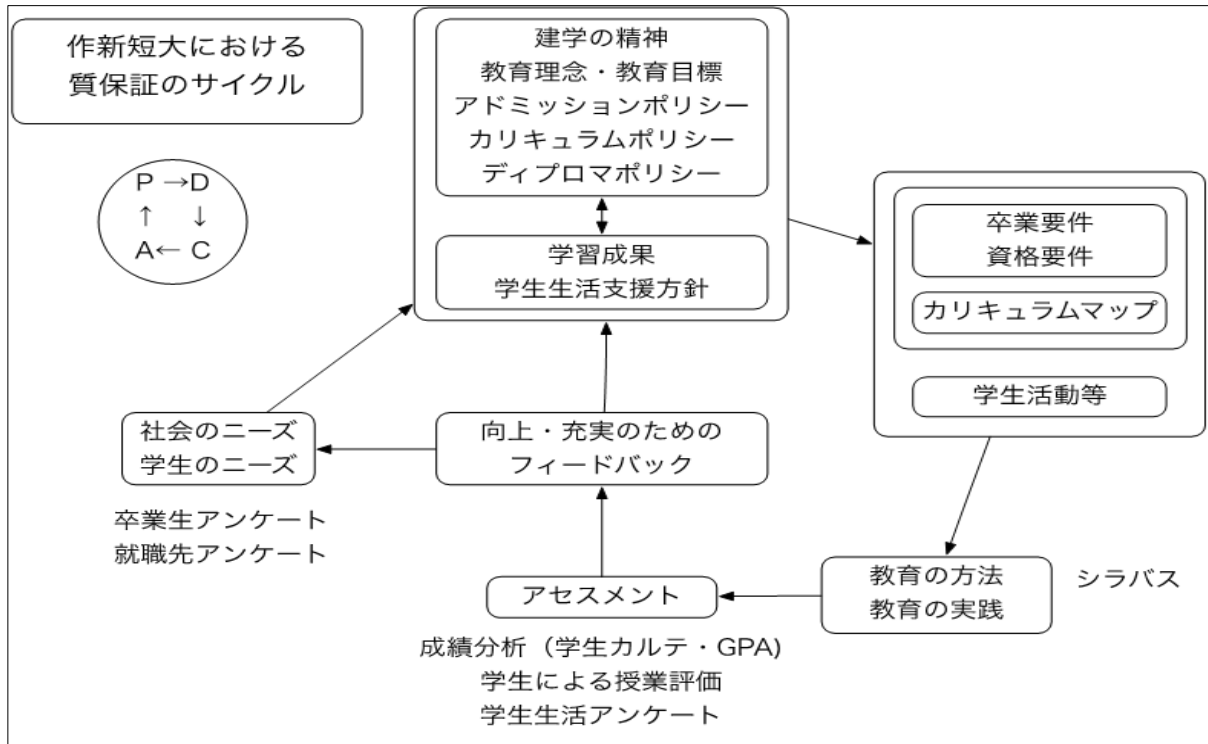 作新短大における
質保証のサイクル
P →D
↑ ↓
A← C
建学の精神
教育理念・教育目標
アドミッションポリシー
カリキュラムポリシー
ディプロマポリシー
学習成果
学生生活支援方針
卒業要件
資格要件
カリキュラムマップ
学生活動等
社会のニーズ
学生のニーズ
卒業生アンケート
就職先アンケート
向上・充実のための
フィードバック
アセスメント
成績分析（学生カルテ・GPA)
学生による授業評価
学生生活アンケート
教育の方法
教育の実践
シラバス